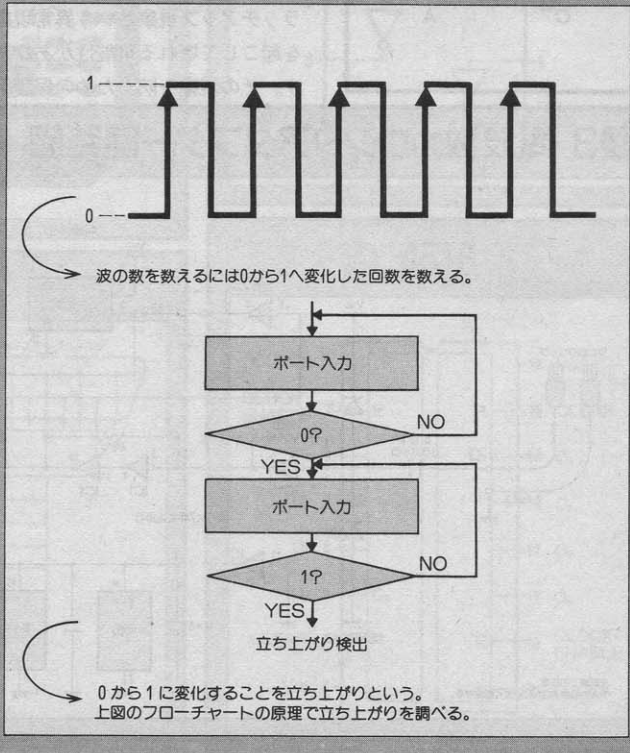 1
0
波の数を数えるには0から1へ変化した回数を数える。
ポート入力
0?
NO
YES
ポート入力
1?
NO
YES
立ち上がり検出
0から1に変化することを立ち上がりという。
上図のフローチャートの原理で立ち上がりを調べる。